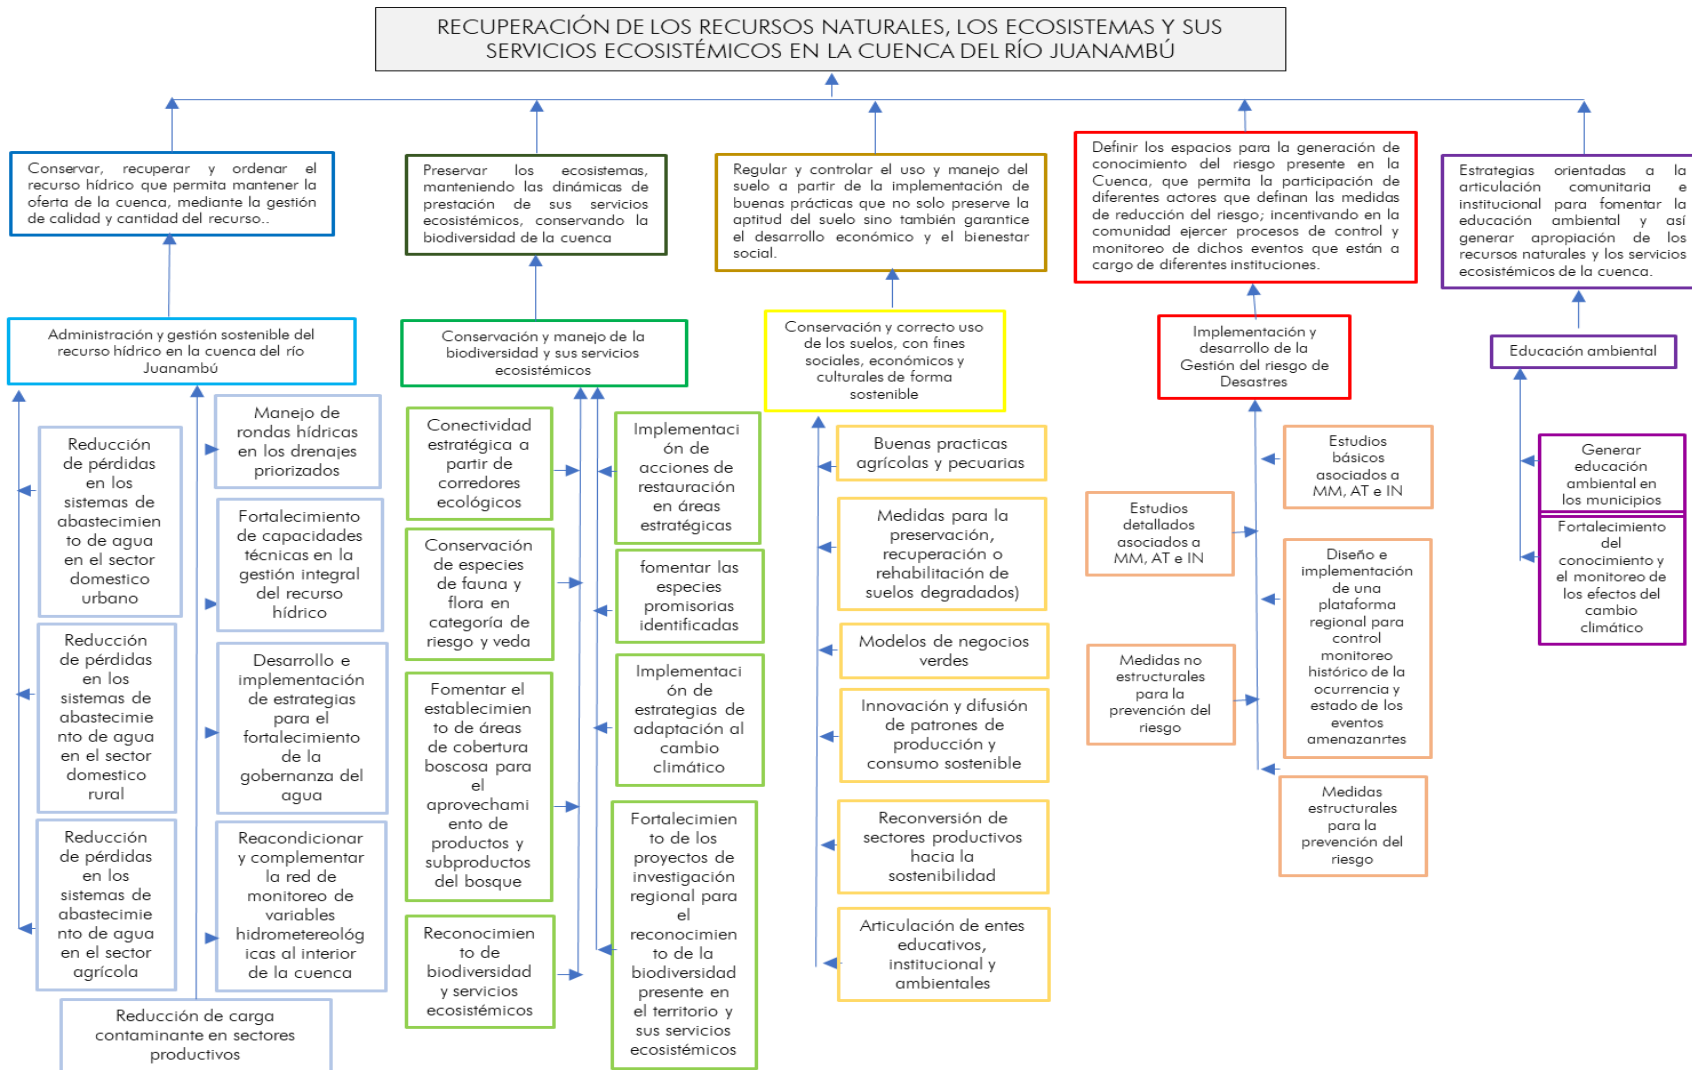 RECUPERACIÓN DE LOS RECURSOS NATURALES, LOS ECOSISTEMAS Y SUS
SERVICIOS ECOSISTÉMICOS EN LA CUENCA DEL RÍO JUANAMBÚ
Conservar, recuperar y ordenar el
recurso hídrico que permita mantener la
oferta de la cuenca, mediante la gestión
de calidad y cantidad del recurso..
Preservar los ecosistemas,
manteniendo las dinámicas de
prestación de sus servicios
ecosistémicos, conservando la
biodiversidad de la cuenca
Regular y controlar el uso y manejo del
suelo a partir de la implementación de
buenas prácticas que no solo preserve la
aptitud del suelo sino también garantice
el desarrollo económico y el bienestar
social.
Definir los espacios para la generación de
conocimiento del riesgo presente en la
Cuenca, que permita la participación de
diferentes actores que definan las medidas
de reducción del riesgo; incentivando en la
comunidad ejercer procesos de control y
monitoreo de dichos eventos que están a
cargo de diferentes instituciones.
Estrategias orientadas a la
articulación comunitaria e
institucional para fomentar la
educación ambiental y así
generar apropiación de los
recursos naturales y los servicios
ecosistémicos de la cuenca.
Administración y gestión sostenible del
recurso hídrico en la cuenca del río
Juanambú
Conservación y manejo de la
biodiversidad y sus servicios
ecosistémicos
Conservación y correcto uso
de los suelos, con fines
sociales, económicos y
culturales de forma
sostenible
Implementación y
desarrollo de la
Gestión del riesgo de
Desastres
Educación ambiental
Reducción
de pérdidas
en los
sistemas de
abastecimien
to de agua
en el sector
domestico
urbano
Reducción
de pérdidas
en los
sistemas de
abastecimie
nto de agua
en el sector
domestico
rural
Reducción
de pérdidas
en los
sistemas de
abastecimie
nto de agua
en el sector
agrícola
Manejo de
rondas hídricas
en los drenajes
priorizados
Fortalecimiento
de capacidades
técnicas en la
gestión integral
del recurso
hídrico
Desarrollo e
implementación
de estrategias
para el
fortalecimiento
de la
gobernanza del
agua
Reacondicionar
y complementar
la red de
monitoreo de
variables
hidrometereológ
icas al interior
de la cuenca
Reducción de carga
contaminante en sectores
productivos
Conectividad
estratégica a
partir de
corredores
ecológicos
Conservación
de especies
de fauna y
flora en
categoría de
riesgo y veda
Fomentar el
establecimie
nto de áreas
de cobertura
boscosa para
el
aprovechami
ento de
productos y
subproductos
del bosque
Reconocimie
nto de
biodiversidad
y servicios
ecosistémicos
Implementaci
ón de
acciones de
restauración
en áreas
estratégicas
fomentar las
especies
promisorias
identificadas
Implementaci
ón de
estrategias de
adaptación al
cambio
climático
Fortalecimie
nto de los
proyectos de
investigación
regional para
el
reconocimie
nto de la
biodiversidad
presente en
el territorio y
sus servicios
ecosistémicos
Buenas practicas
agrícolas y pecuarias
Medidas para la
preservación,
recuperación o
rehabilitación de
suelos degradados)
Modelos de negocios
verdes
Innovación y difusión
de patrones de
producción y
consumo sostenible
Reconversión de
sectores productivos
hacia la
sostenibilidad
Articulación de entes
educativos,
institucional y
ambientales
Estudios
detallados
asociados a
MM, AT e IN
Medidas no
estructurales
para la
prevención del
riesgo
Estudios
básicos
asociados a
MM, AT e IN
Diseño e
implementación
de una
plataforma
regional para
control
monitoreo
histórico de la
ocurrencia y
estado de los
eventos
amenazanrtes
Medidas
estructurales
para la
prevención del
riesgo
Generar
educación
ambiental en
los municipios
Fortalecimiento
del
conocimiento y
el monitoreo de
los efectos del
cambio
climático